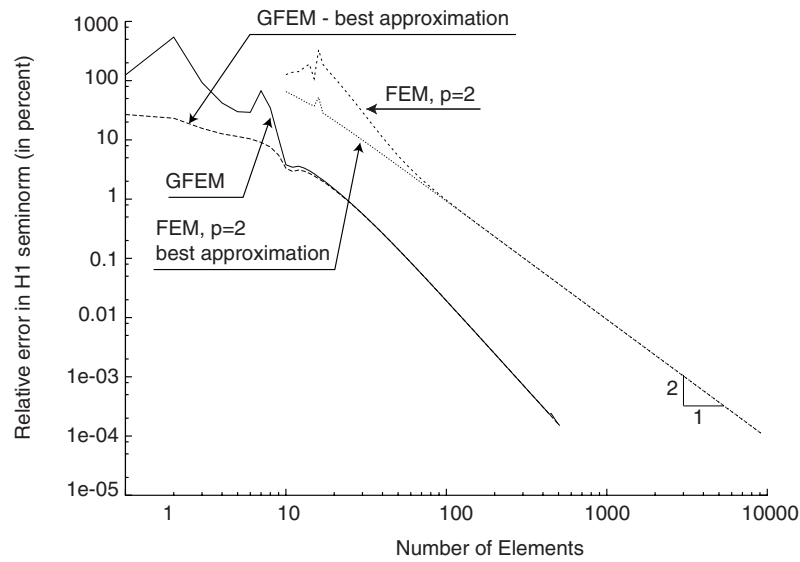 GFEM - best approximation
1000
100
10
1
0.1
0.01
1e-03
1e-04
1e-05
Relative error in H1 seminorm (in percent)
FEM, p=2
GFEM
FEM, p=2
best approximation
2
1
1
10
100
1000
10000
Number of Elements